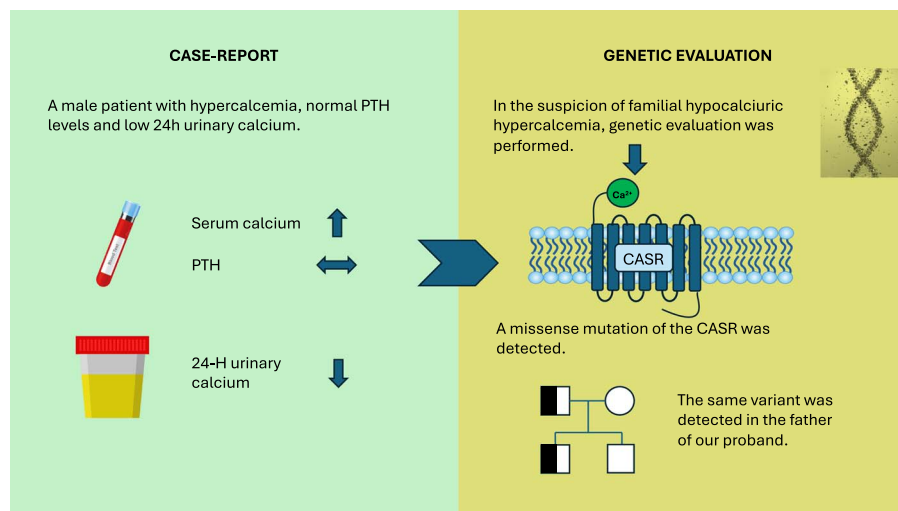 CASE-REPORT
A male patient with hypercalcemia, normal PTH
levels and low 24h urinary calcium.
Serum calcium
PTH
24-H urinary
calcium
GENETIC EVALUATION
In the suspicion of familial hypocalciuric
hypercalcemia, genetic evaluation was
performed.
Ca²⁺
CASR
A missense mutation of the CASR was
detected.
The same variant was
detected in the father
of our proband.